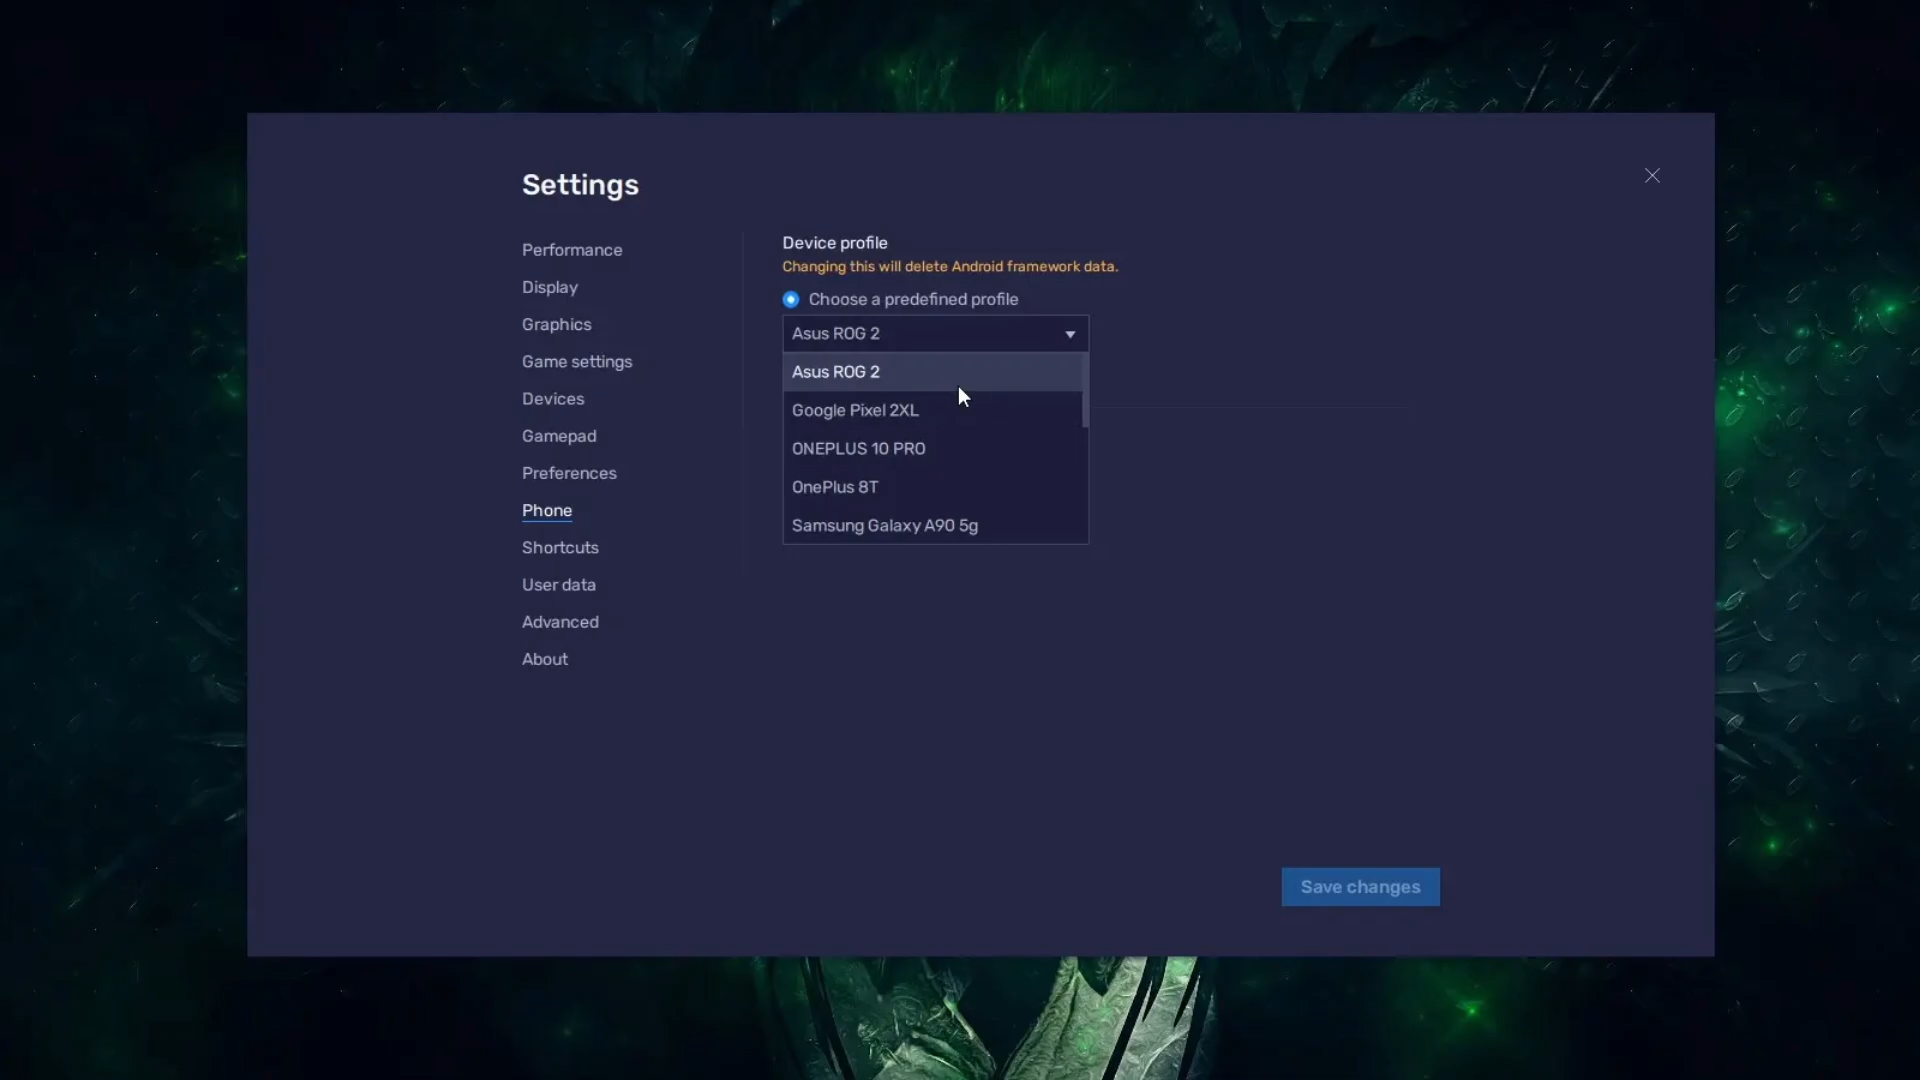 Settings
Performance
Display
Graphics
Game settings
Devices
Gamepad
Preferences
Phone
Shortcuts
User data
Advanced
About
Device profile
Changing this will delete Android framework data.
Choose a predefined profile
Asus ROG 2
Asus ROG 2
Google Pixel 2XL
ONEPLUS 10 PRO
OnePlus 8T
Samsung Galaxy A90 5g
Save changes